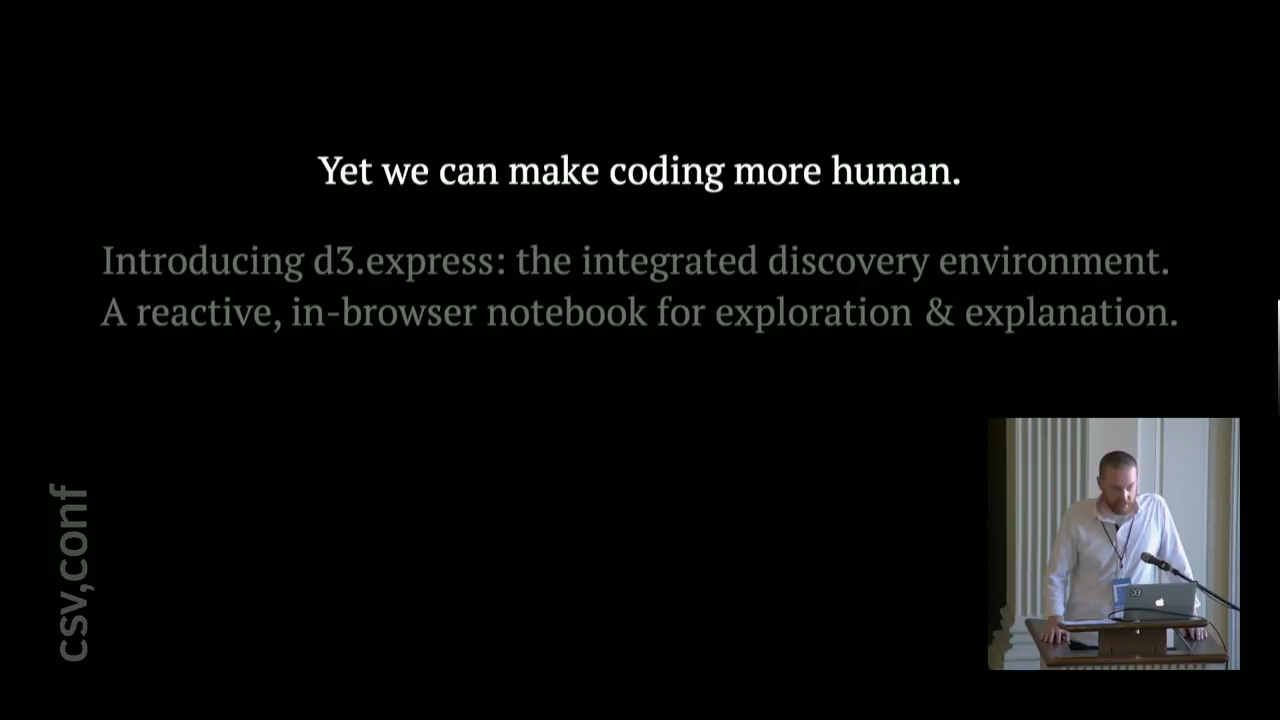 Yet we can make coding more human.
Introducing d3.express: the integrated discovery environment.
A reactive, in-browser notebook for exploration & explanation.
csv,conf
D3